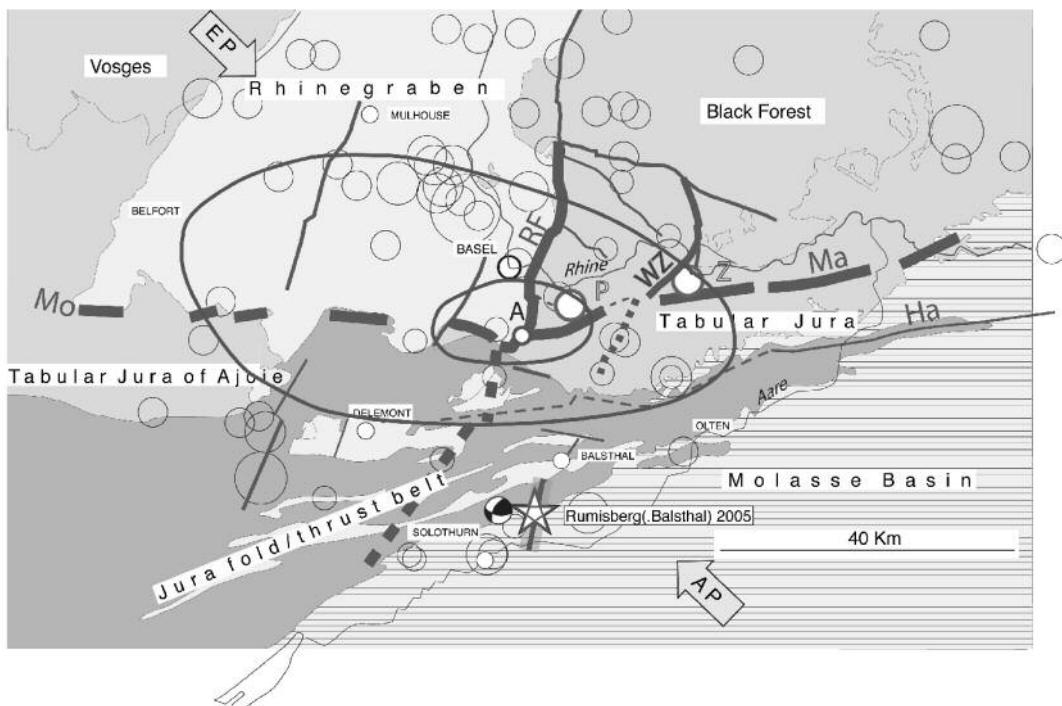 EP
Vosges
Rhinegraben
MULHOUSE
Black Forest
BELFORT
BASEL
RF
Rhine
WZ
Z
Ma
Mo
P
A
Tabular Jura
Ha
Tabular Jura of Ajoie
Aare
DELEMONT
OLTEN
BALSTHAL
Molasse Basin
Jura fold/thrust belt
Rumisberg(.Balsthal) 2005
SOLOTHURN
40 Km
AP